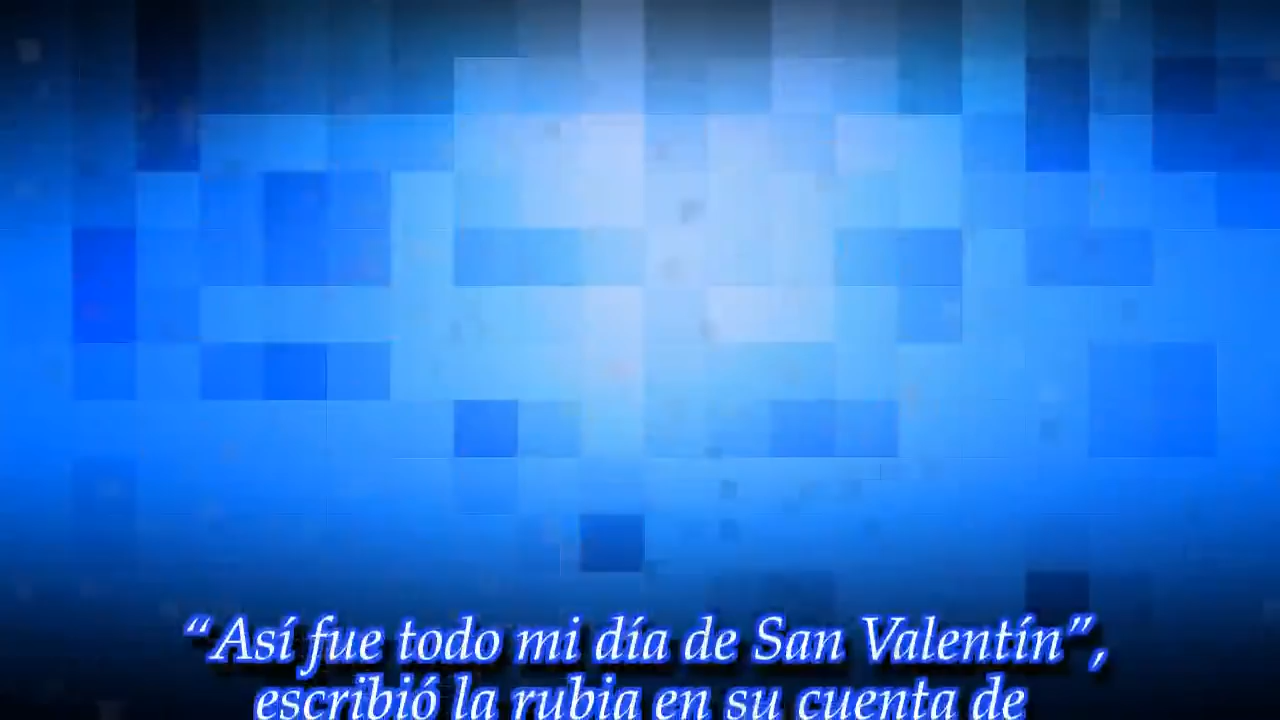 “Así fue todo mi día de San Valentín”,
escribió la rubia en su cuenta de